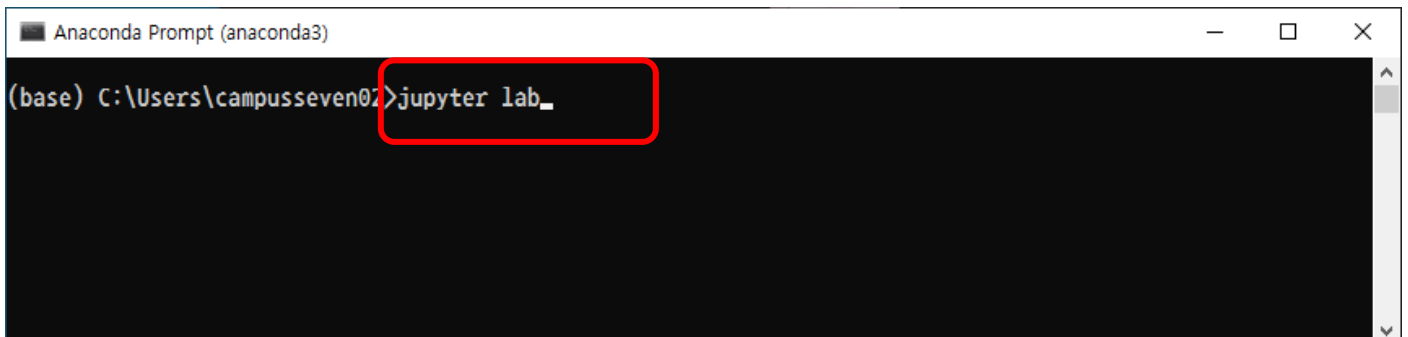 Anaconda Prompt (anaconda3)
(base) C:\Users\campusseven02>jupyter lab